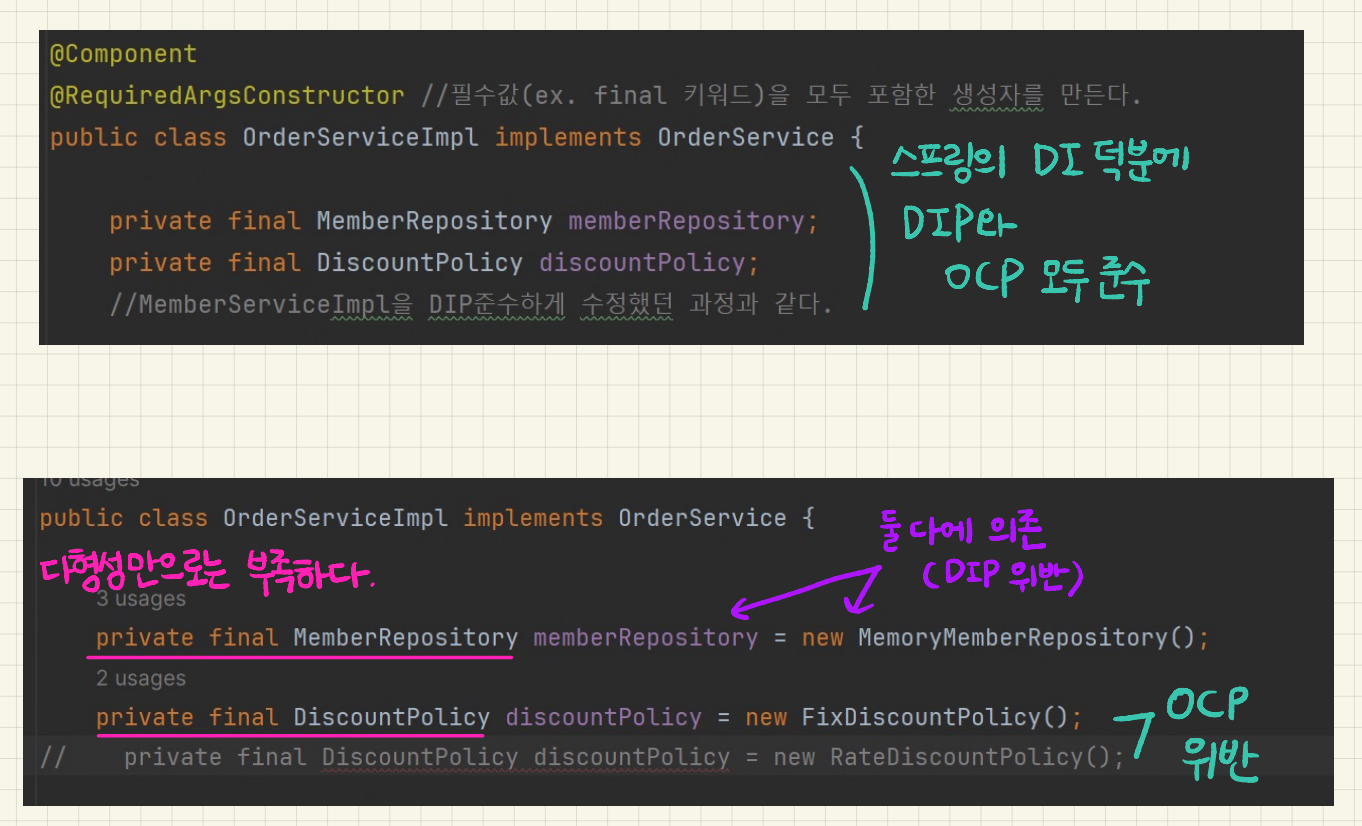 @Component
@RequiredArgsConstructor //필수값(ex. final 키워드)을 모두 포함한 생성자를 만든다.
public class OrderServiceImpl implements OrderService {
스프링의 DI 덕분에
DIP와
OCP 모두 준수
private final MemberRepository memberRepository;
private final DiscountPolicy discountPolicy;
//MemberServiceImpl을 DIP준수하게 수정했던 과정과 같다.
10 usages
public class OrderServiceImpl implements OrderService {
둘 다에 의존
(DIP 위반)
다형성만으로는 부족하다.
3 usages
private final MemberRepository memberRepository = new MemoryMemberRepository();
2 usages
private final DiscountPolicy discountPolicy = new FixDiscountPolicy();
// private final DiscountPolicy discountPolicy = new RateDiscountPolicy();
OCP
위반